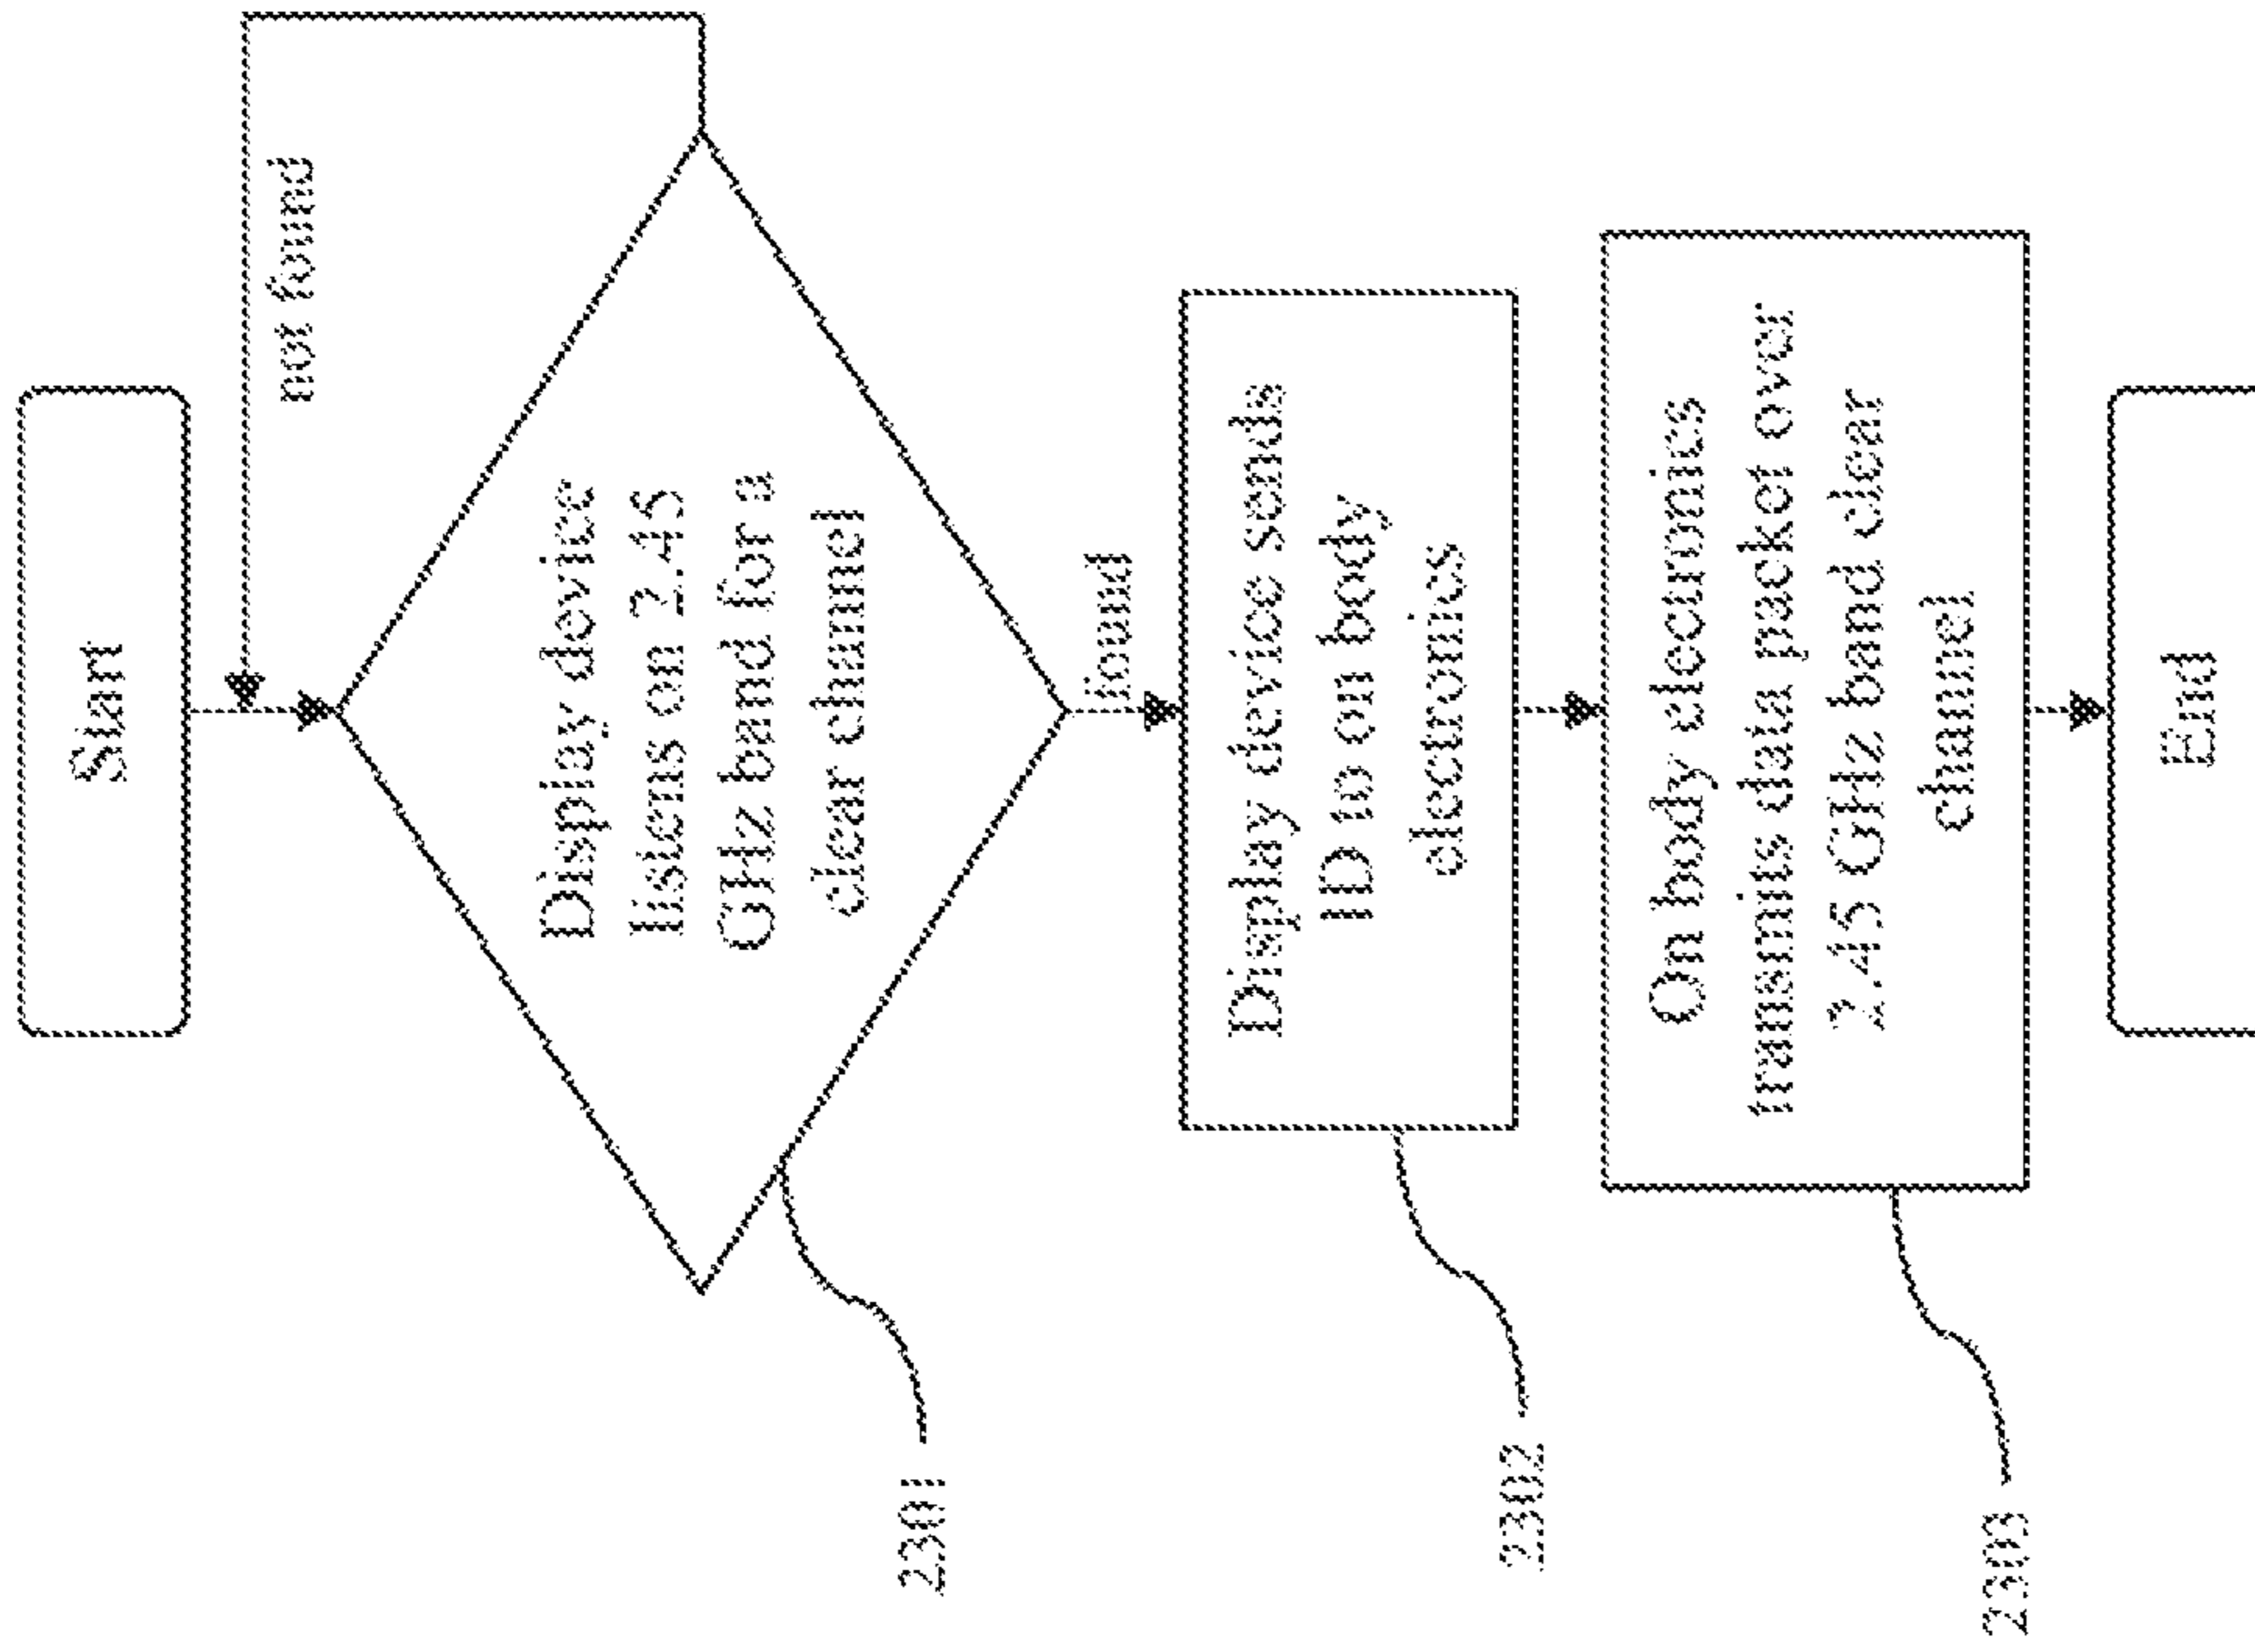 Start
not found
Display device
listens on 2.45
GHz band for a
clear channel
2301
found
Display device sends
ID to on body
electronics
2302
On body electronics
transmits data packet over
2.45 GHz band clear
channel
2303
End